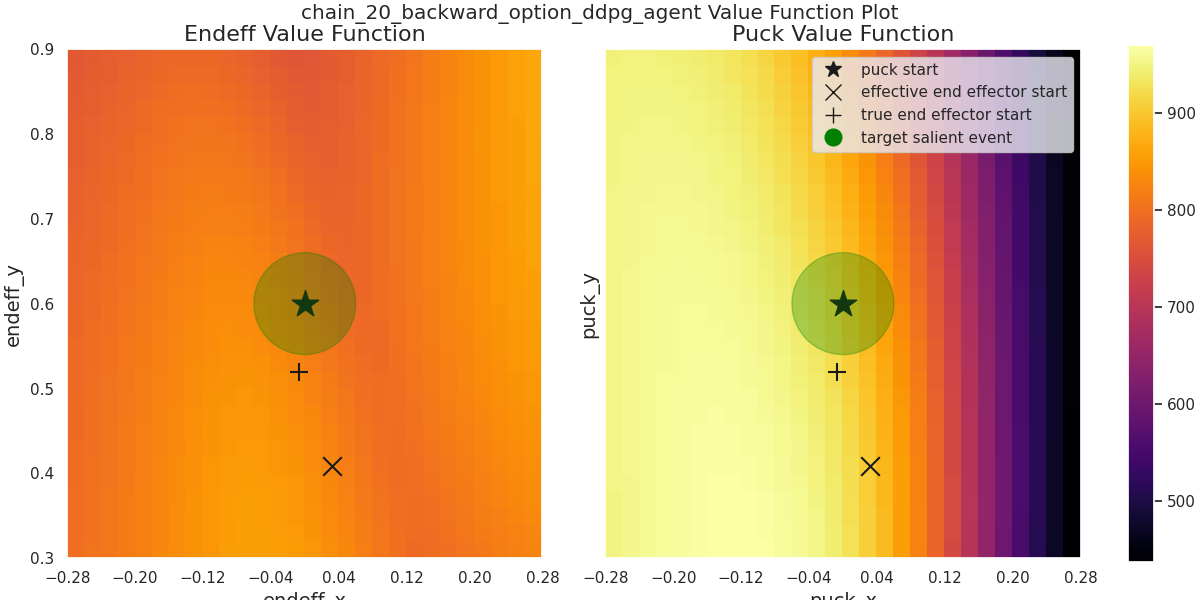 chain_20_backward_option_ddpg_agent Value Function Plot
Endeff Value Function
0.9
0.8
0.7
0.6
0.5
0.4
0.3
endeff_y
−0.28 −0.20 −0.12 −0.04 0.04 0.12 0.20 0.28
endeff_x
Puck Value Function
puck start
effective end effector start
true end effector start
target salient event
puck_y
−0.28 −0.20 −0.12 −0.04 0.04 0.12 0.20 0.28
puck_x
900
800
700
600
500